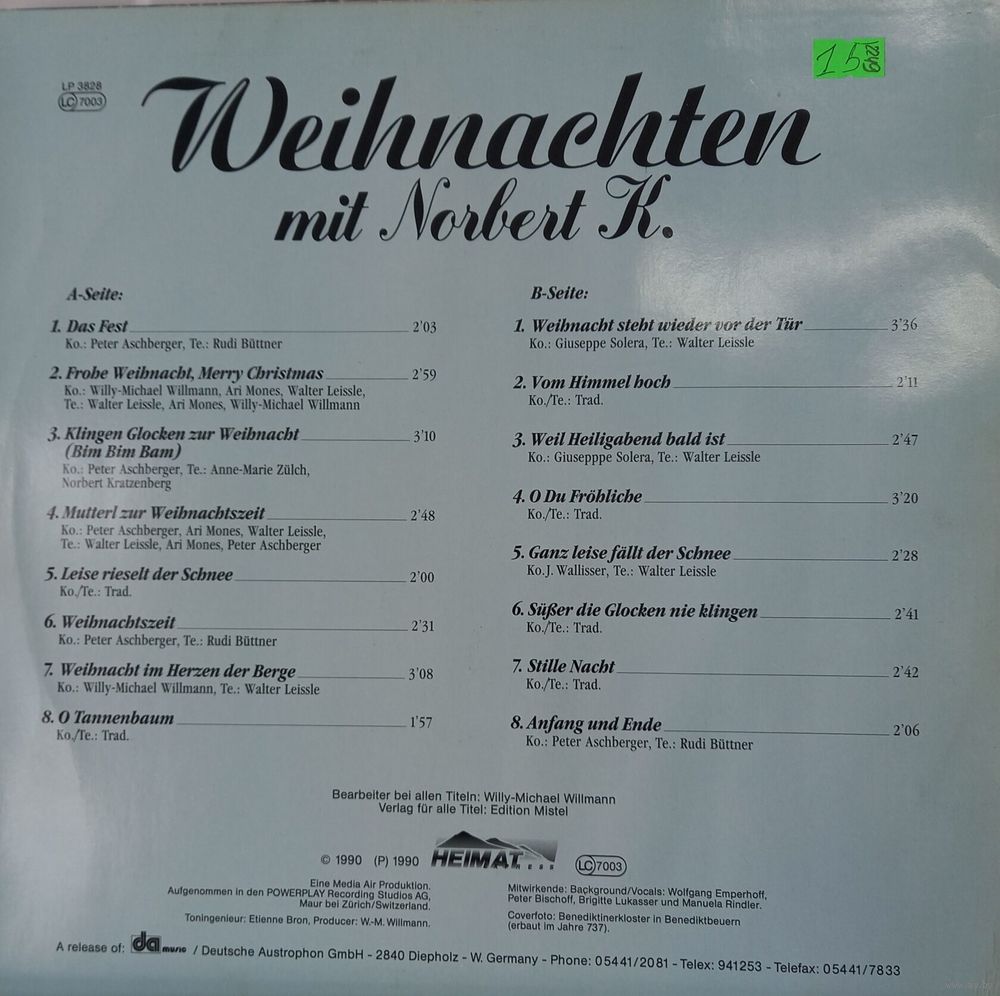 LP 3828
LC 7003
15
Weihnachten
mit Norbert K.
A-Seite:
1. Das Fest 2'03
Ko.: Peter Aschberger, Te.: Rudi Büttner
2. Frohe Weihnacht, Merry Christmas 2'59
Ko.: Willy-Michael Willmann, Ari Mones, Walter Leissle,
Te.: Walter Leissle, Ari Mones, Willy-Michael Willmann
3. Klingen Glocken zur Weihnacht 3'10
(Bim Bim Bam)
Ko.: Peter Aschberger, Te.: Anne-Marie Zülch,
Norbert Kratzenberg
4. Mutterl zur Weihnachtszeit 2'48
Ko.: Peter Aschberger, Ari Mones, Walter Leissle,
Te.: Walter Leissle, Ari Mones, Peter Aschberger
5. Leise rieselt der Schnee 2'00
Ko./Te.: Trad.
6. Weihnachtszeit 2'31
Ko.: Peter Aschberger, Te.: Rudi Büttner
7. Weihnacht im Herzen der Berge 3'08
Ko.: Willy-Michael Willmann, Te.: Walter Leissle
8. O Tannenbaum 1'57
Ko./Te.: Trad.
B-Seite:
1. Weihnacht steht wieder vor der Tür 3'36
Ko.: Giuseppe Solera, Te.: Walter Leissle
2. Vom Himmel hoch 2'11
Ko./Te.: Trad.
3. Weil Heiligabend bald ist 2'47
Ko.: Giusepppe Solera, Te.: Walter Leissle
4. O Du Fröhliche 3'20
Ko./Te.: Trad.
5. Ganz leise fällt der Schnee 2'28
Ko.J. Wallisser, Te.: Walter Leissle
6. Süßer die Glocken nie klingen 2'41
Ko./Te.: Trad.
7. Stille Nacht 2'42
Ko./Te.: Trad.
8. Anfang und Ende 2'06
Ko.: Peter Aschberger, Te.: Rudi Büttner
Bearbeiter bei allen Titeln: Willy-Michael Willmann
Verlag für alle Titel: Edition Mistel
© 1990 (P) 1990 HEIMAT LC 7003
Eine Media Air Produktion.
Aufgenommen in den POWERPLAY Recording Studios AG,
Maur bei Zürich/Switzerland.
Toningenieur: Etienne Bron, Producer: W.-M. Willmann.
Mitwirkende: Background/Vocals: Wolfgang Emperhoff,
Peter Bischoff, Brigitte Lukasser und Manuela Rindler.
Coverfoto: Benediktinerkloster in Benediktbeuern
(erbaut im Jahre 737).
A release of: da music / Deutsche Austrophon GmbH - 2840 Diepholz - W. Germany - Phone: 05441/2081 - Telex: 941253 - Telefax: 05441/7833